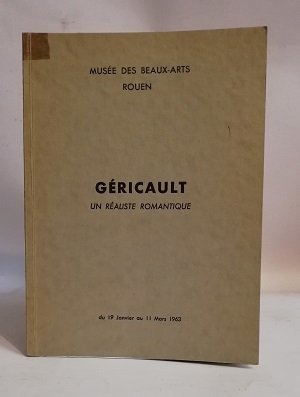 MUSÉE DES BEAUX-ARTS
ROUEN
GÉRICAULT
UN RÉALISTE ROMANTIQUE
du 19 Janvier au 11 Mars 1963